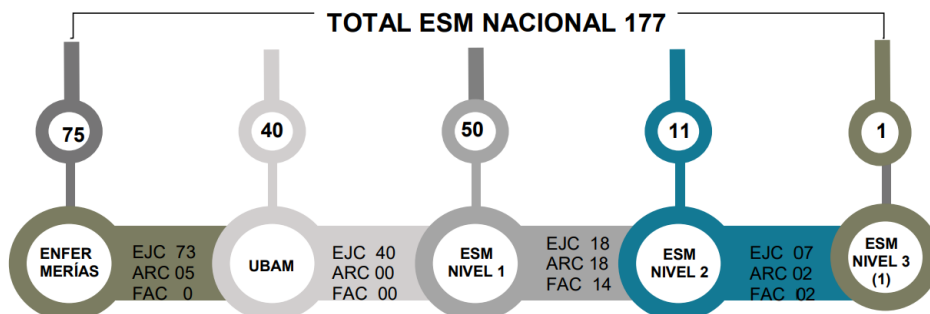 TOTAL ESM NACIONAL 177
75
40
50
11
1
ENFER
MERÍAS
EJC 73
ARC 05
FAC 0
UBAM
EJC 40
ARC 00
FAC 00
ESM
NIVEL 1
EJC 18
ARC 18
FAC 14
ESM
NIVEL 2
EJC 07
ARC 02
FAC 02
ESM
NIVEL 3
(1)